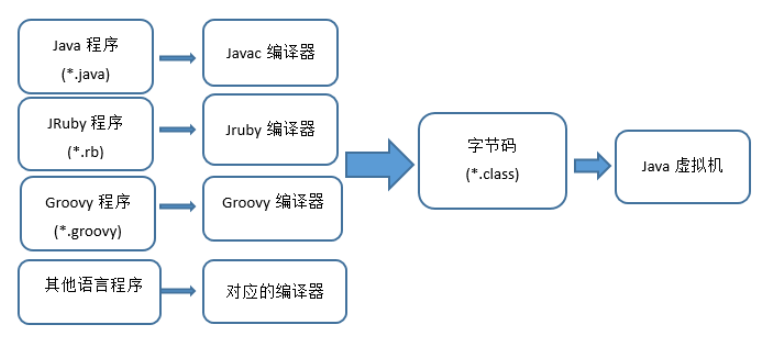 Java 程序
(*.java)
Javac 编译器
JRuby 程序
(*.rb)
Jruby 编译器
Groovy 程序
(*.groovy)
Groovy 编译器
其他语言程序
对应的编译器
字节码
(*.class)
Java 虚拟机